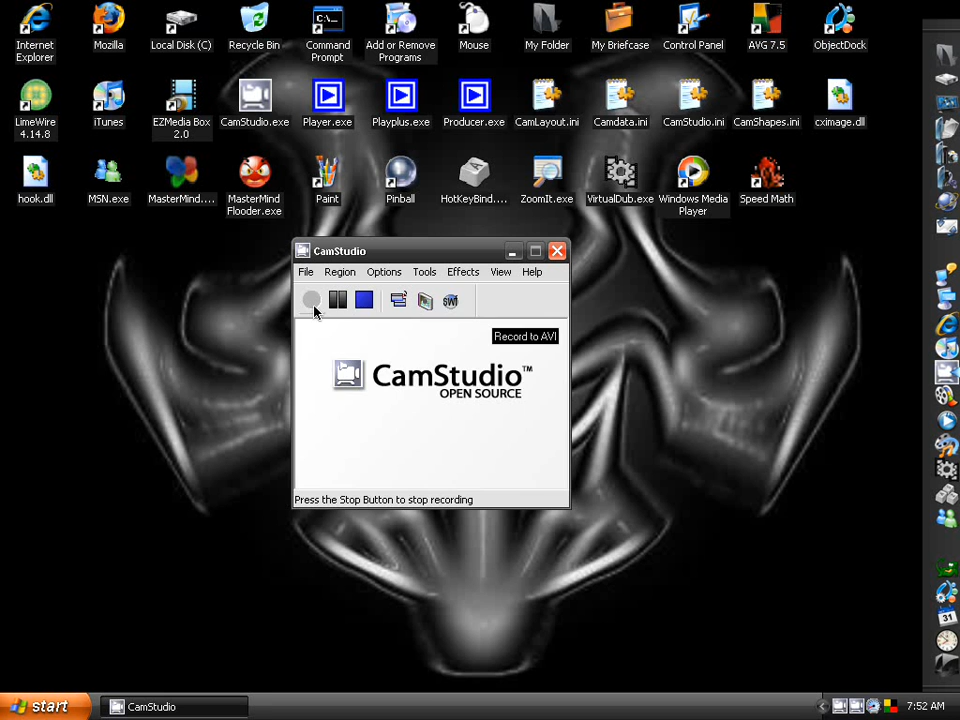 Internet
Explorer
Mozilla
Local Disk (C)
Recycle Bin
C:\_
Command
Prompt
Add or Remove
Programs
Mouse
My Folder
My Briefcase
Control Panel
AVG 7.5
ObjectDock
LimeWire
4.14.8
iTunes
EZMedia Box
2.0
CamStudio.exe
Player.exe
Playplus.exe
Producer.exe
CamLayout.ini
Camdata.ini
CamStudio.ini
CamShapes.ini
cximage.dll
hook.dll
MSN.exe
MasterMind....
MasterMind
Flooder.exe
Paint
Pinball
HotKeyBind....
ZoomIt.exe
VirtualDub.exe
Windows Media
Player
Speed Math
CamStudio
File Region Options Tools Effects View Help
SWF
Record to AVI
CamStudio™
OPEN SOURCE
Press the Stop Button to stop recording
31
start
CamStudio
7:52 AM